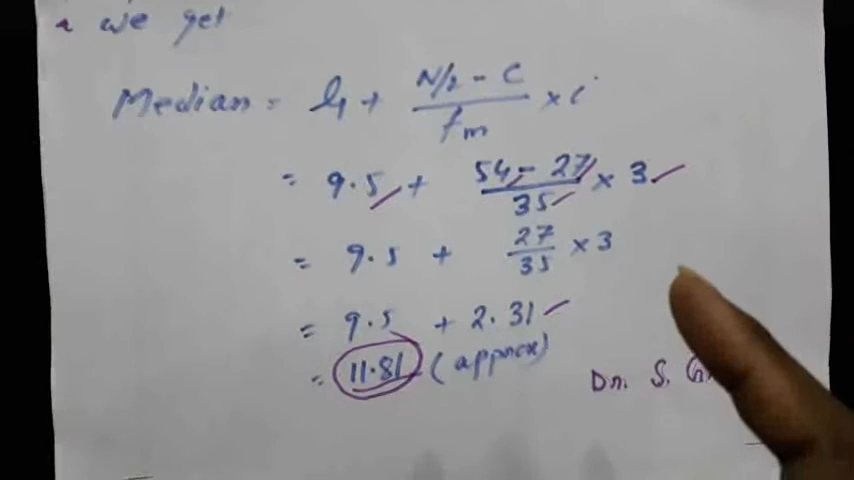 we get
Median = l₁ + N/2 - C / fm × i
= 9.5 + 54 - 27 / 35 × 3
= 9.5 + 27 / 35 × 3
= 9.5 + 2.31
= 11.81 (approx)
Dr. S.